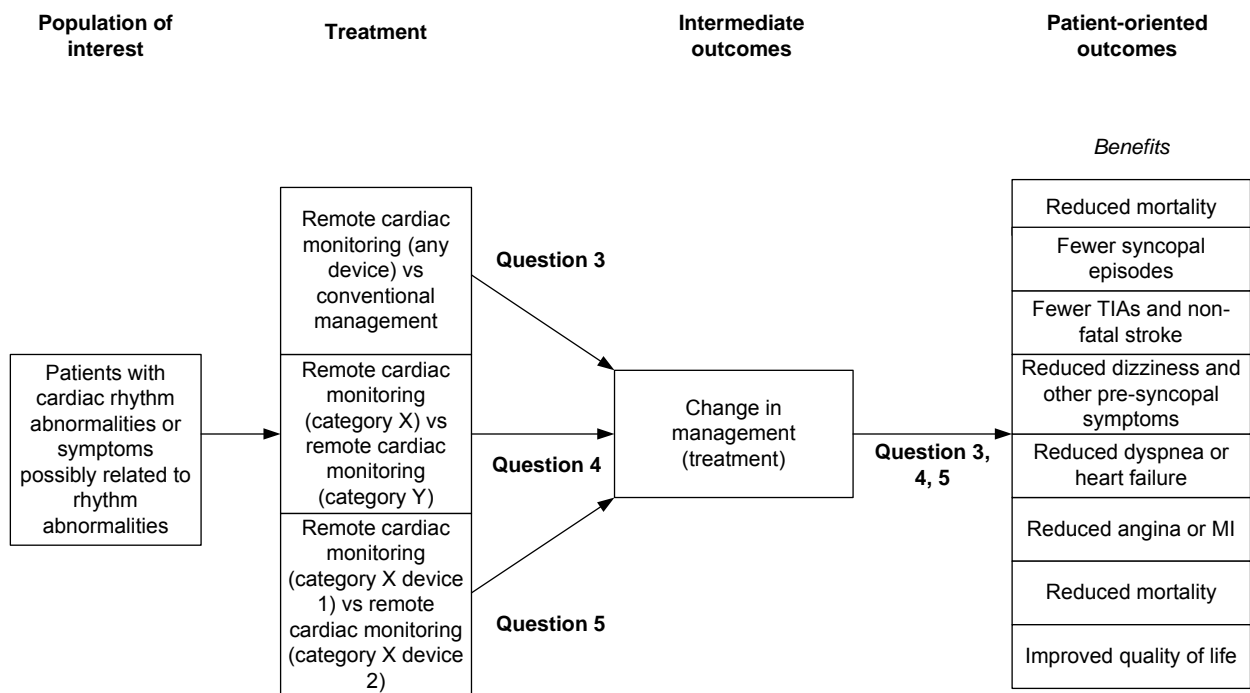 Population of
interest
Treatment
Intermediate
outcomes
Patient-oriented
outcomes
Benefits
Patients with
cardiac rhythm
abnormalities or
symptoms
possibly related to
rhythm
abnormalities
Remote cardiac
monitoring (any
device) vs
conventional
management
Remote cardiac
monitoring
(category X) vs
remote cardiac
monitoring
(category Y)
Remote cardiac
monitoring
(category X device
1) vs remote
cardiac monitoring
(category X device
2)
Question 3
Question 4
Question 5
Change in
management
(treatment)
Question 3,
4, 5
Reduced mortality
Fewer syncopal
episodes
Fewer TIAs and non-
fatal stroke
Reduced dizziness and
other pre-syncopal
symptoms
Reduced dyspnea or
heart failure
Reduced angina or MI
Reduced mortality
Improved quality of life